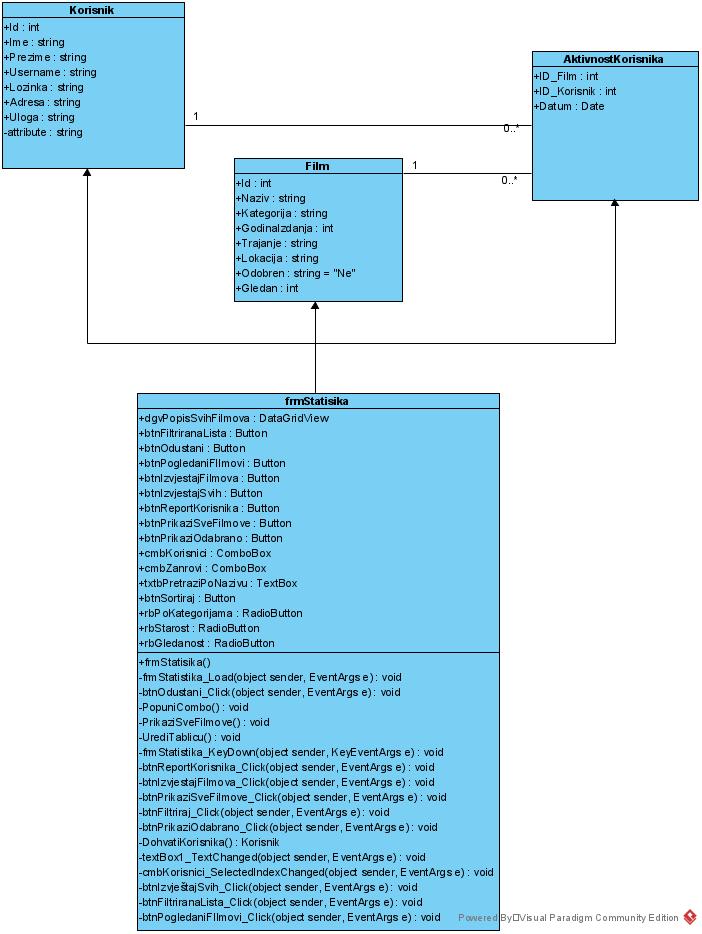 Korisnik
+Id : int
+Ime : string
+Prezime : string
+Username : string
+Lozinka : string
+Adresa : string
+Uloga : string
-attribute : string
1
0..*
AktivnostKorisnika
+ID_Film : int
+ID_Korisnik : int
+Datum : Date
Film
+Id : int
+Naziv : string
+Kategorija : string
+GodinaIzdanja : int
+Trajanje : string
+Lokacija : string
+Odobren : string = "Ne"
+Gledan : int
1
0..*
frmStatisika
+dgvPopisSvihFilmova : DataGridView
+btnFiltriranaLista : Button
+btnOdustani : Button
+btnPogledaniFIlmovi : Button
+btnIzvjestajFilmova : Button
+btnIzvjestajSvih : Button
+btnReportKorisnika : Button
+btnPrikaziSveFilmove : Button
+btnPrikaziOdabrano : Button
+cmbKorisnici : ComboBox
+cmbZanrovi : ComboBox
+txtbPretraziPoNazivu : TextBox
+btnSortiraj : Button
+rbPoKategorijama : RadioButton
+rbStarost : RadioButton
+rbGledanost : RadioButton
+frmStatisika()
-frmStatistika_Load(object sender, EventArgs e) : void
-btnOdustani_Click(object sender, EventArgs e) : void
-PopuniCombo() : void
-PrikaziSveFilmove() : void
-UrediTablicu() : void
-frmStatistika_KeyDown(object sender, KeyEventArgs e) : void
-btnReportKorisnika_Click(object sender, EventArgs e) : void
-btnIzvjestajFilmova_Click(object sender, EventArgs e) : void
-btnPrikaziSveFilmove_Click(object sender, EventArgs e) : void
-btnFiltriraj_Click(object sender, EventArgs e) : void
-btnPrikaziOdabrano_Click(object sender, EventArgs e) : void
-DohvatiKorisnika() : Korisnik
-textBox1_TextChanged(object sender, EventArgs e) : void
-cmbKorisnici_SelectedIndexChanged(object sender, EventArgs e) : void
-btnIzvještajSvih_Click(object sender, EventArgs e) : void
-btnFiltriranaLista_Click(object sender, EventArgs e) : void
-btnPogledaniFIlmovi_Click(object sender, EventArgs e) : void
Powered By Visual Paradigm Community Edition